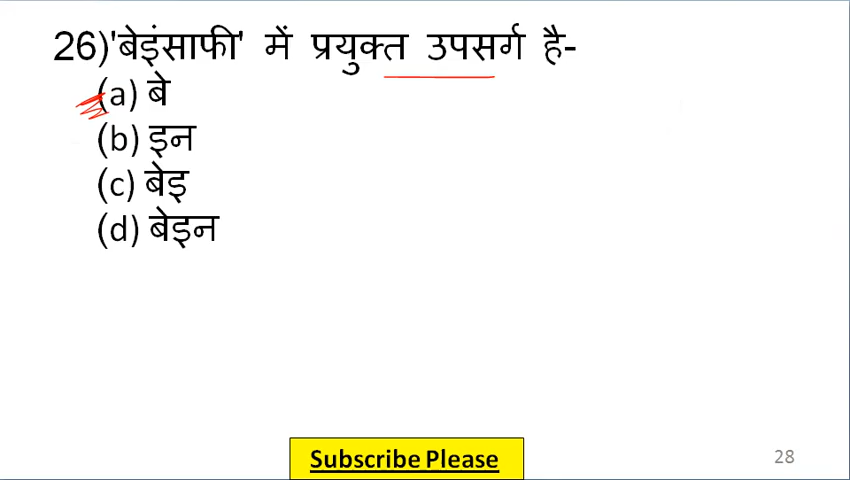 26)'बेइंसाफी' में प्रयुक्त उपसर्ग है-
(a) बे
(b) इन
(c) बेइ
(d) बेइन
Subscribe Please
28